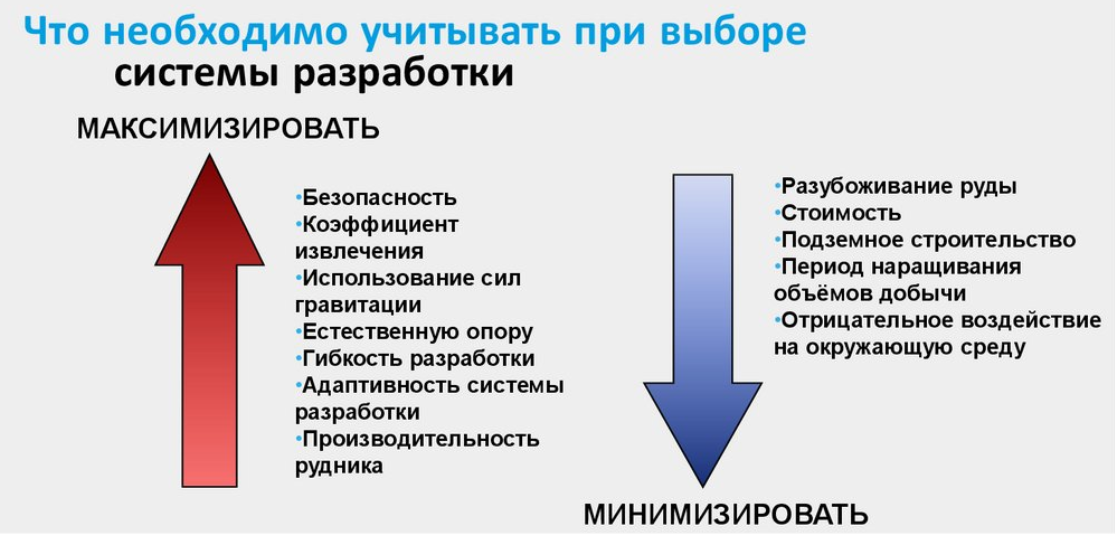 Что необходимо учитывать при выборе
системы разработки
МАКСИМИЗИРОВАТЬ
•Безопасность
•Коэффициент
извлечения
•Использование сил
гравитации
•Естественную опору
•Гибкость разработки
•Адаптивность системы
разработки
•Производительность
рудника
•Разубоживание руды
•Стоимость
•Подземное строительство
•Период наращивания
объёмов добычи
•Отрицательное воздействие
на окружающую среду
МИНИМИЗИРОВАТЬ